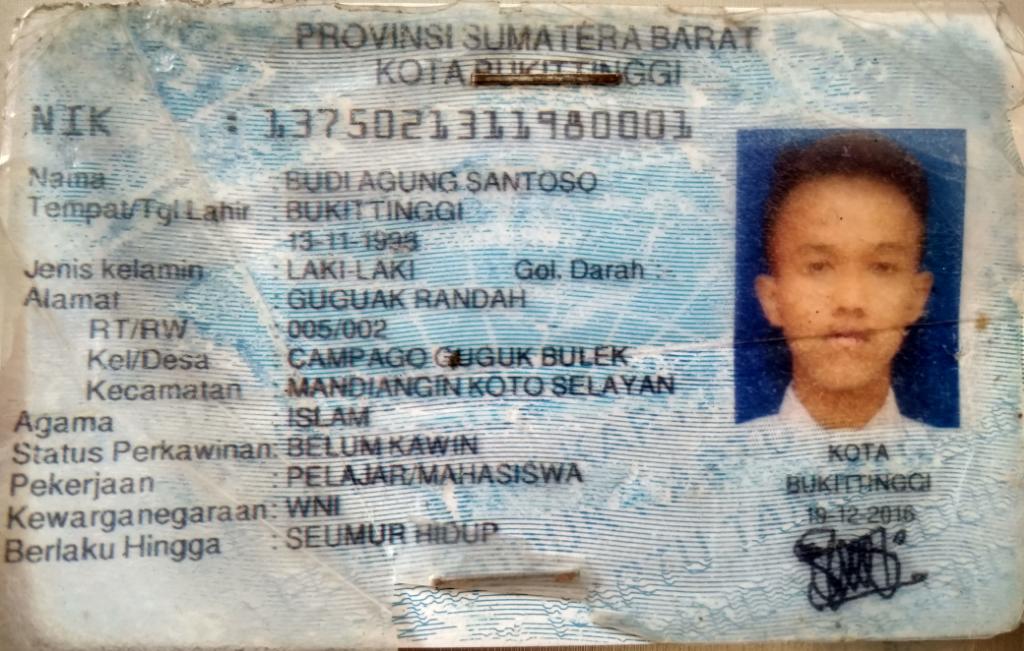 PROVINSI SUMATERA BARAT
KOTA BUKITTINGGI
NIK : 1375021311980001
Nama : BUDI AGUNG SANTOSO
Tempat/Tgl Lahir : BUKITTINGGI
13-11-1998
Jenis kelamin : LAKI-LAKI Gol. Darah : -
Alamat : GUGUAK RANDAH
RT/RW : 005/002
Kel/Desa : CAMPAGO GUGUK BULEK
Kecamatan : MANDIANGIN KOTO SELAYAN
Agama : ISLAM
Status Perkawinan: BELUM KAWIN
Pekerjaan : PELAJAR/MAHASISWA
Kewarganegaraan: WNI
Berlaku Hingga : SEUMUR HIDUP
KOTA
BUKITTINGGI
19-12-2016